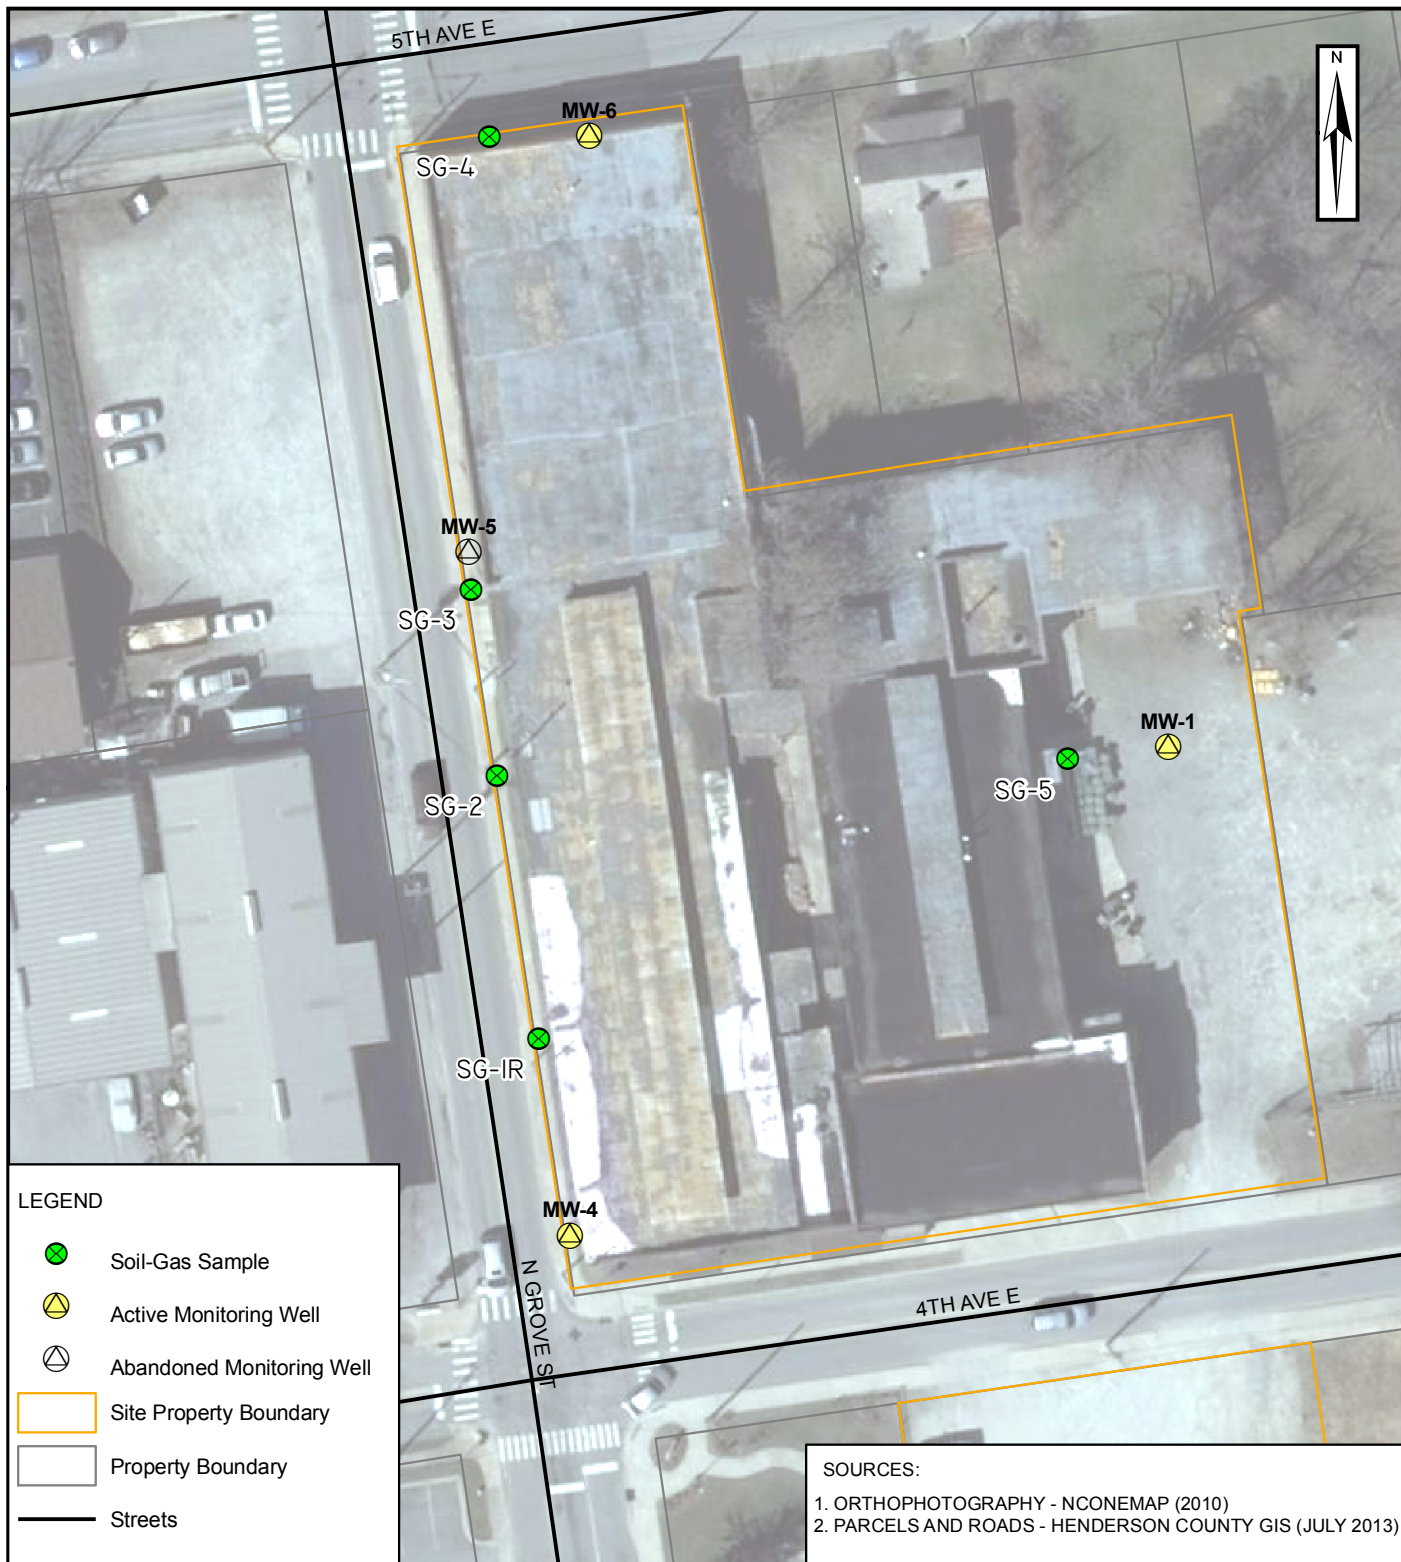 5TH AVE E
N
MW-6
SG-4
MW-5
SG-3
MW-1
SG-2
SG-5
SG-1R
MW-4
N GROVE ST
4TH AVE E
LEGEND
Soil-Gas Sample
Active Monitoring Well
Abandoned Monitoring Well
Site Property Boundary
Property Boundary
Streets
SOURCES:
1. ORTHOPHOTOGRAPHY - NCONEMAP (2010)
2. PARCELS AND ROADS - HENDERSON COUNTY GIS (JULY 2013)